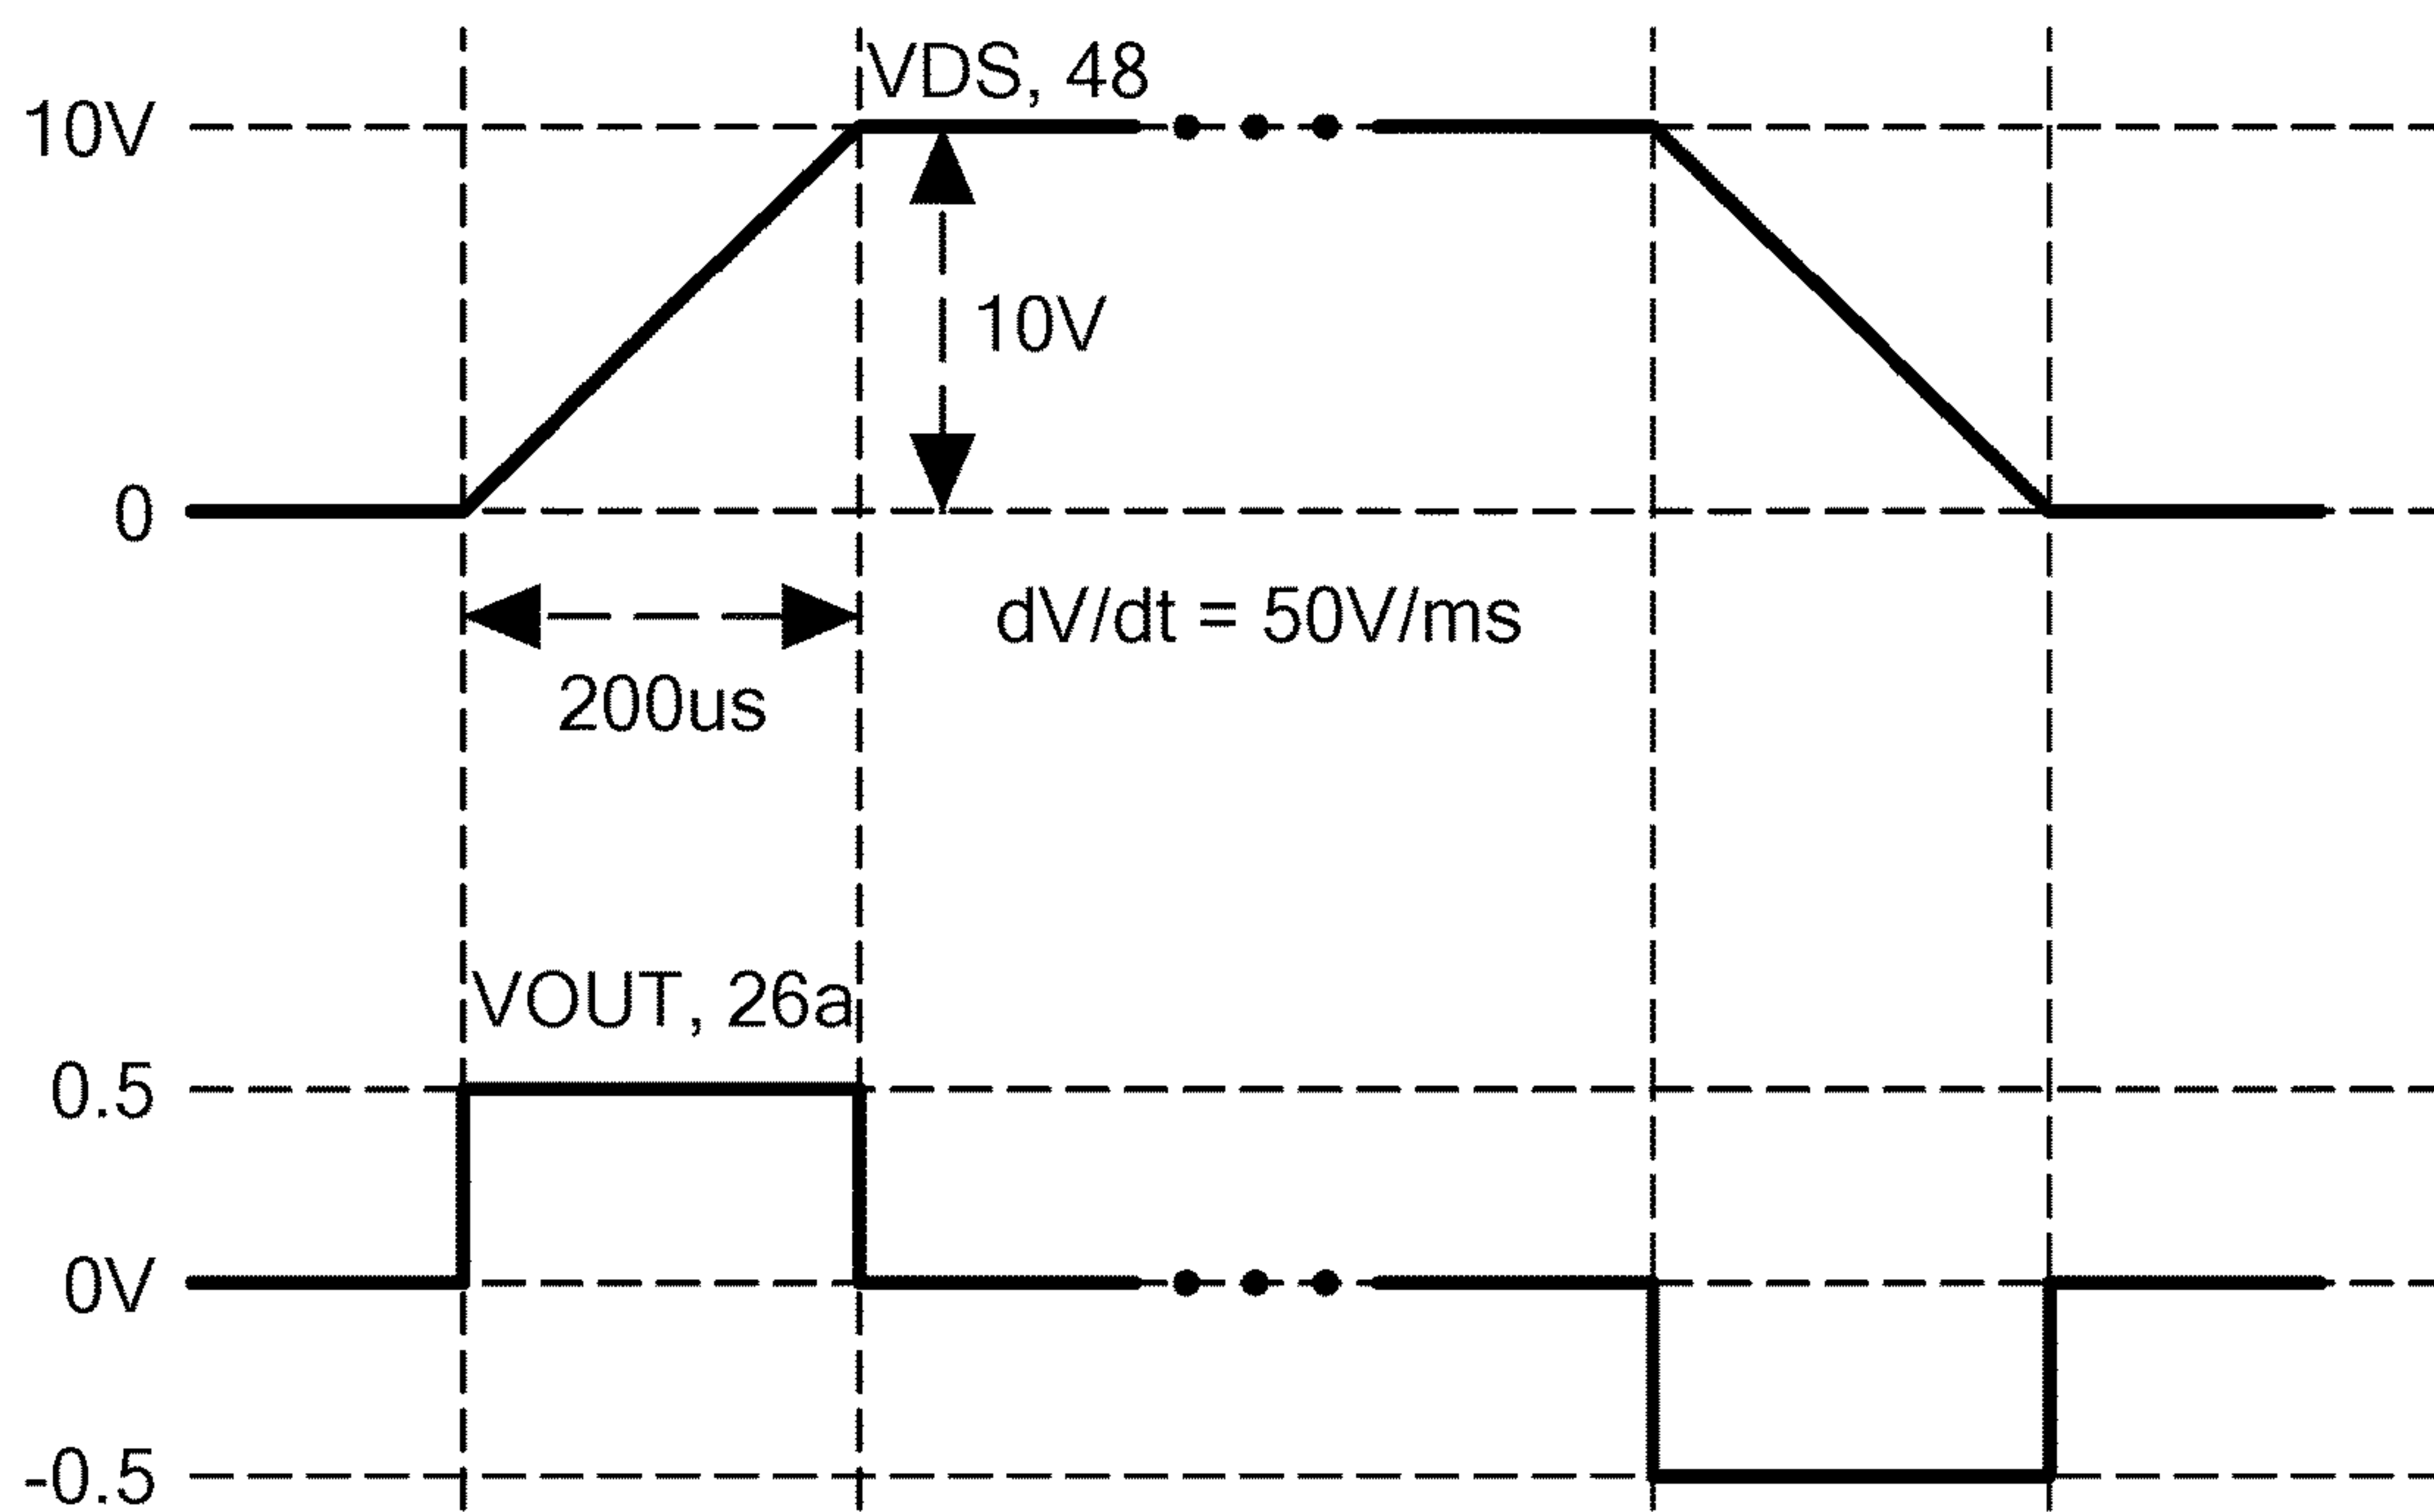 VDS, 48
10V
10V
0
dV/dt = 50V/ms
200us
VOUT, 26a
0.5
0V
-0.5